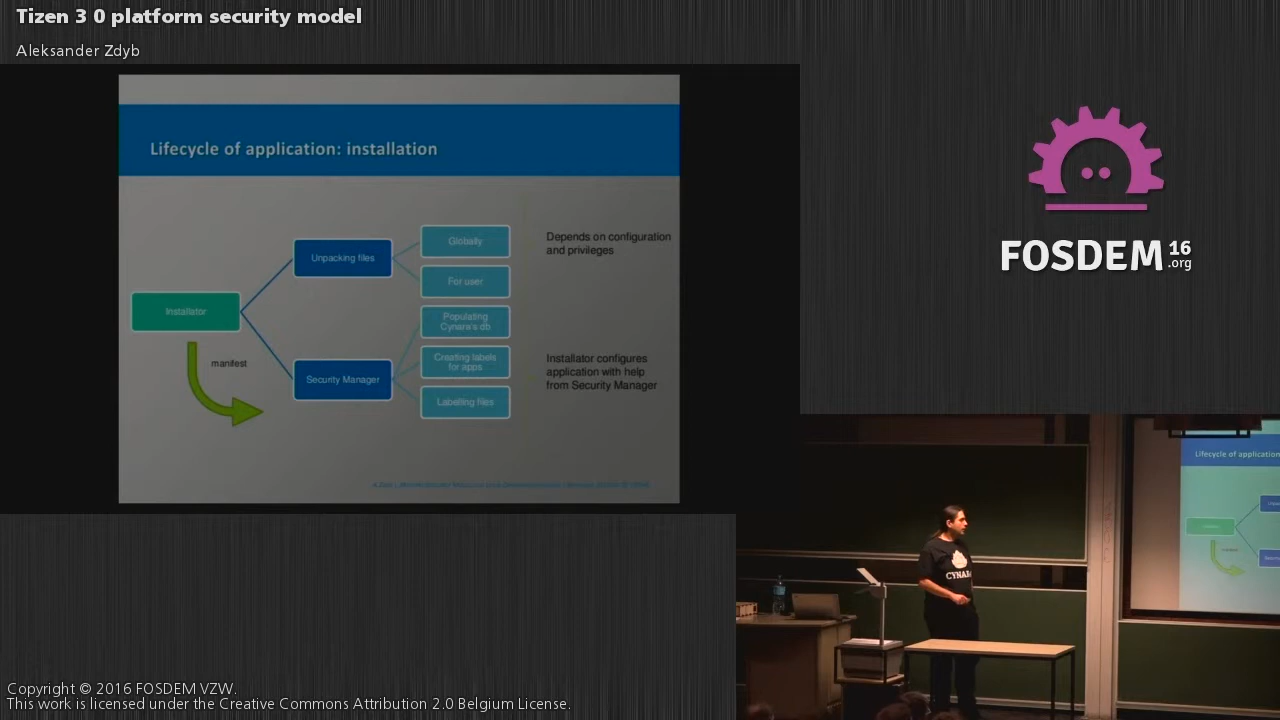 Tizen 3 0 platform security model
Aleksander Zdyb
Lifecycle of application: installation
Installator
manifest
Unpacking files
Security Manager
Globally
For user
Populating
Cynara's db
Creating labels
for apps
Labelling files
Depends on configuration
and privileges
Installator configures
application with help
from Security Manager
FOSDEM 16
.org
CYNARA
Lifecycle of application
Copyright © 2016 FOSDEM VZW.
This work is licensed under the Creative Commons Attribution 2.0 Belgium License.